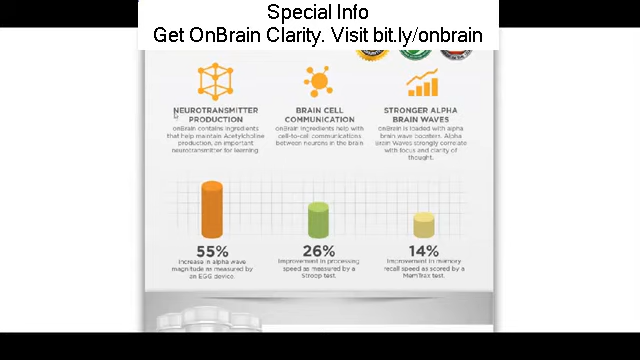 Special Info
Get OnBrain Clarity. Visit bit.ly/onbrain
NEUROTRANSMITTER
PRODUCTION
onBrain contains ingredients
that help maintain Acetylcholine
production, an important
neurotransmitter for learning.
BRAIN CELL
COMMUNICATION
onBrain ingredients help with
cell-to-cell communications
between neurons in the brain
STRONGER ALPHA
BRAIN WAVES
onBrain is loaded with alpha
brain wave boosters. Alpha
Brain Waves strongly correlate
with focus and clarity of
thought.
55%
Increase in alpha wave
magnitude as measured by
an EGG device.
26%
Improvement in processing
speed as measured by a
Stroop test.
14%
Improvement in memory
recall speed as scored by a
MemTrax test.